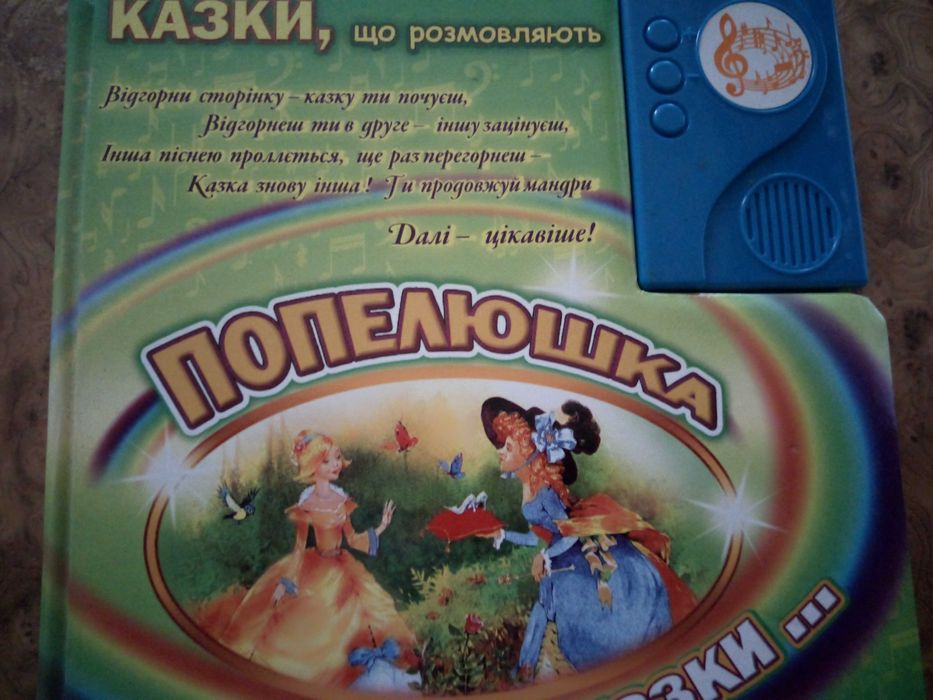 КАЗКИ, що розмовляють
Відгорни сторінку – казку ти почуєш,
Відгорнеш ти в друге – іншу зацінуєш,
Інша піснею проллється, ще раз перегорнеш –
Казка знову інша! Ти продовжуй мандри
Далі – цікавіше!
ПОПЕЛЮШКА